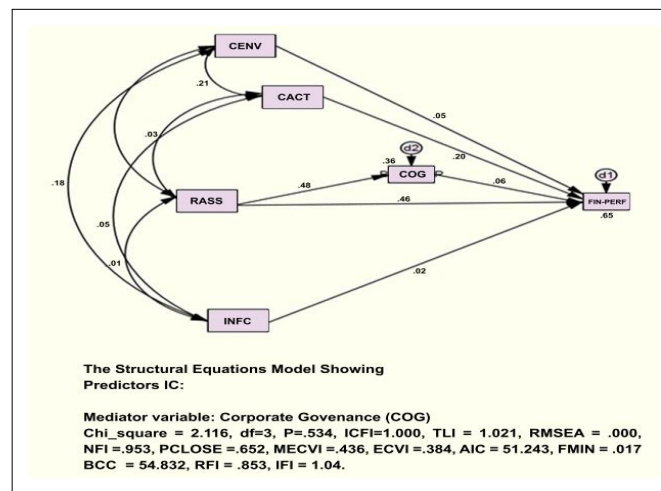 CENV
.21
CACT
.05
.03
d2
.36
COG
.20
d1
.18
.48
.06
RASS
.46
FIN-PERF
.65
.05
.01
.02
INFC
The Structural Equations Model Showing
Predictors IC:
Mediator variable: Corporate Govenance (COG)
Chi_square = 2.116, df=3, P=.534, ICFI=1.000, TLI = 1.021, RMSEA = .000,
NFI =.953, PCLOSE =.652, MECVI =.436, ECVI =.384, AIC = 51.243, FMIN = .017
BCC = 54.832, RFI = .853, IFI = 1.04.